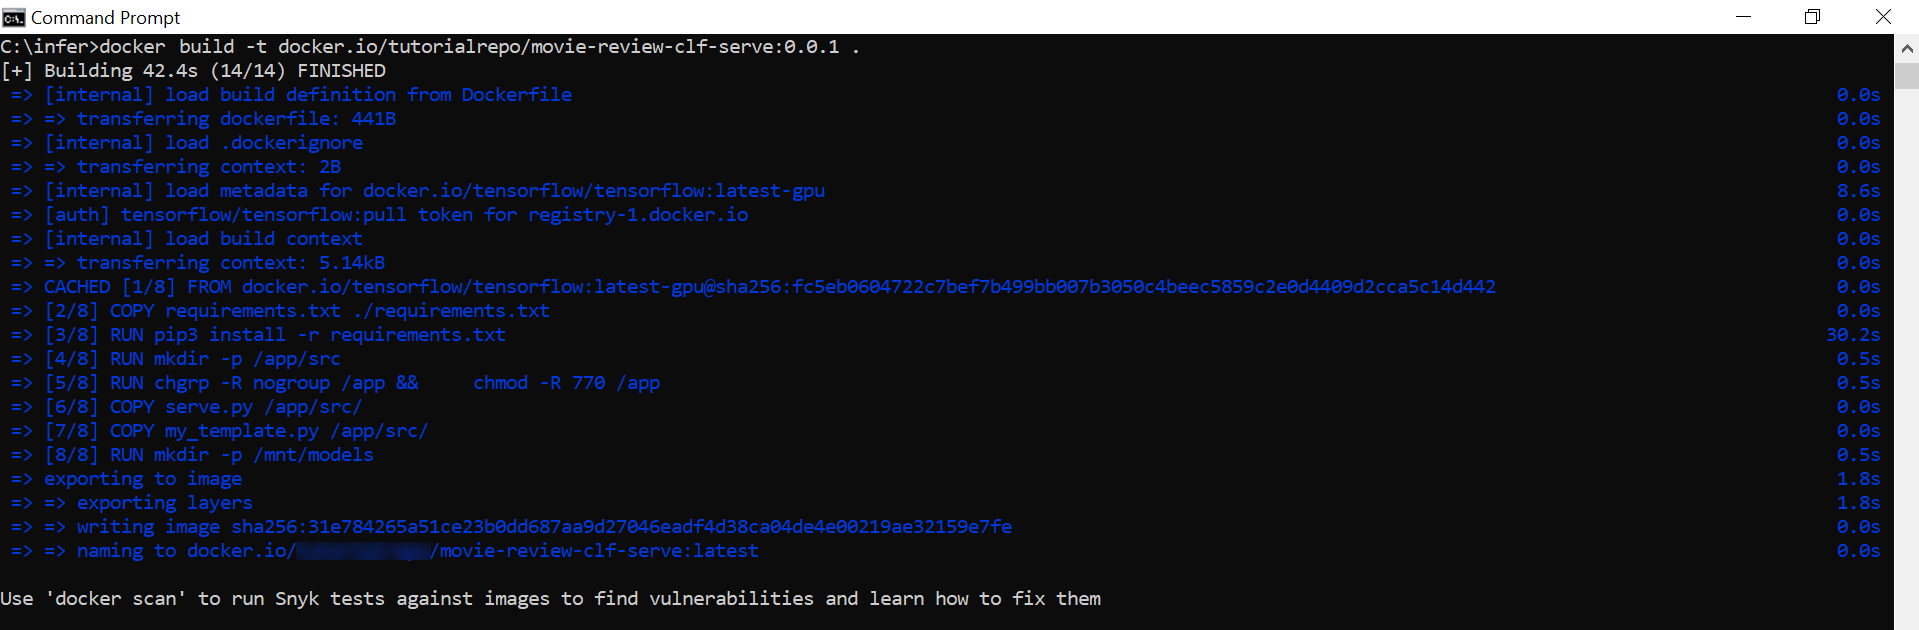 Command Prompt
C:\infer>docker build -t docker.io/tutorialrepo/movie-review-clf-serve:0.0.1 .
[+] Building 42.4s (14/14) FINISHED
=> [internal] load build definition from Dockerfile 0.0s
=> => transferring dockerfile: 441B 0.0s
=> [internal] load .dockerignore 0.0s
=> => transferring context: 2B 0.0s
=> [internal] load metadata for docker.io/tensorflow/tensorflow:latest-gpu 8.6s
=> [auth] tensorflow/tensorflow:pull token for registry-1.docker.io 0.0s
=> [internal] load build context 0.0s
=> => transferring context: 5.14kB 0.0s
=> CACHED [1/8] FROM docker.io/tensorflow/tensorflow:latest-gpu@sha256:fc5eb0604722c7bef7b499bb007b3050c4beec5859c2e0d4409d2cca5c14d442 0.0s
=> [2/8] COPY requirements.txt ./requirements.txt 0.0s
=> [3/8] RUN pip3 install -r requirements.txt 30.2s
=> [4/8] RUN mkdir -p /app/src 0.5s
=> [5/8] RUN chgrp -R nogroup /app &&     chmod -R 770 /app 0.5s
=> [6/8] COPY serve.py /app/src/ 0.0s
=> [7/8] COPY my_template.py /app/src/ 0.0s
=> [8/8] RUN mkdir -p /mnt/models 0.5s
=> exporting to image 1.8s
=> => exporting layers 1.8s
=> => writing image sha256:31e784265a51ce23b0dd687aa9d27046eadf4d38ca04de4e00219ae32159e7fe 0.0s
=> => naming to docker.io/ /movie-review-clf-serve:latest 0.0s
Use 'docker scan' to run Snyk tests against images to find vulnerabilities and learn how to fix them